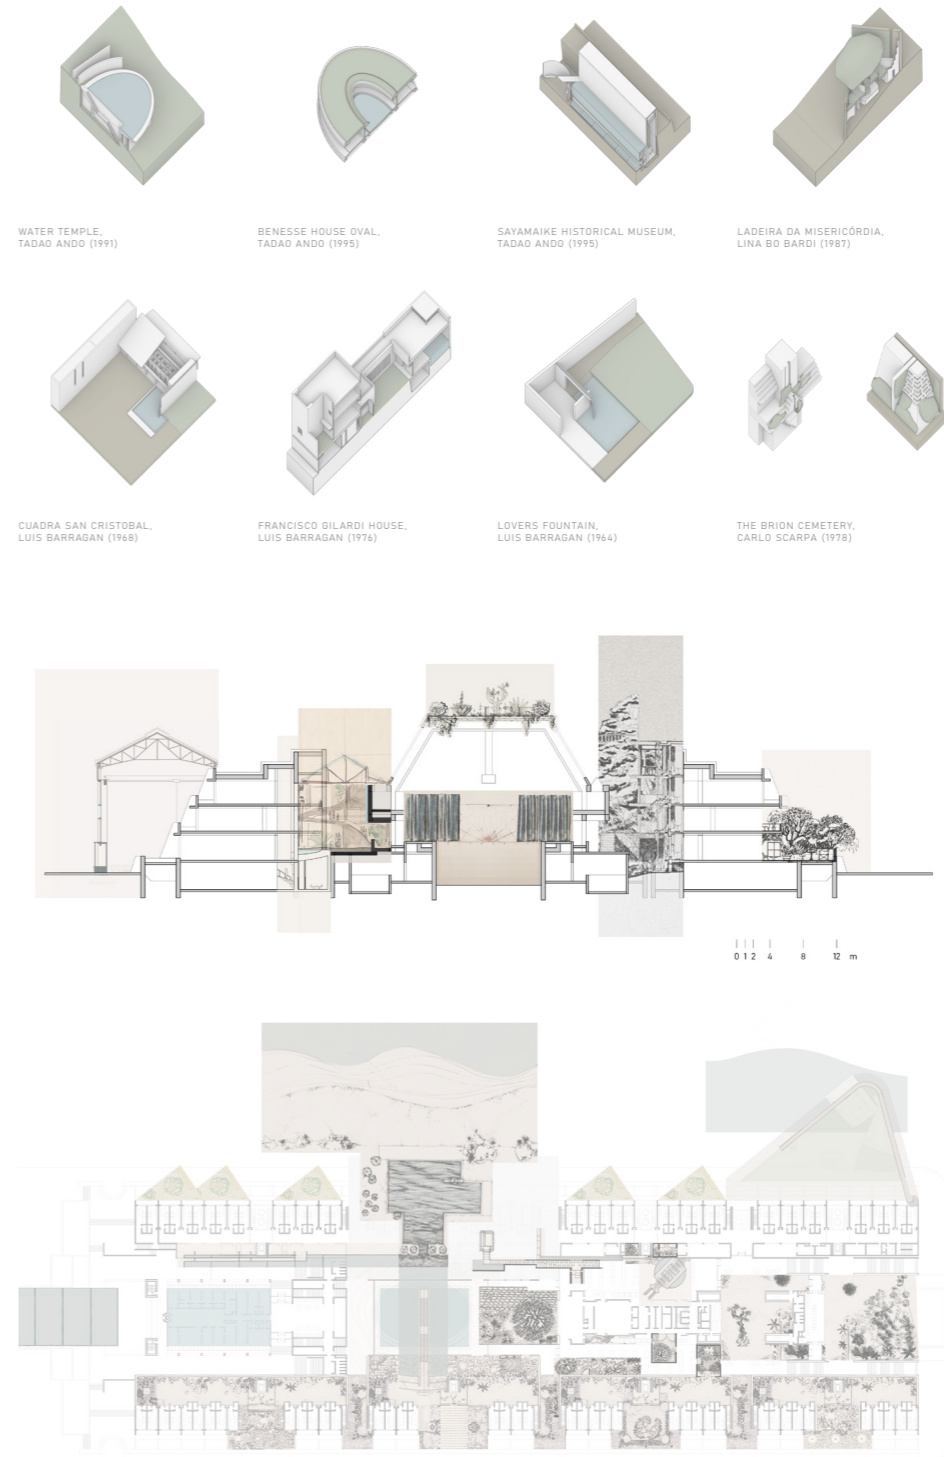 WATER TEMPLE,
TADAO ANDO (1991)
BENESSE HOUSE OVAL,
TADAO ANDO (1995)
SAYAMAIKE HISTORICAL MUSEUM,
TADAO ANDO (1995)
LADEIRA DA MISERICÓRDIA,
LINA BO BARDI (1987)
CUADRA SAN CRISTOBAL,
LUIS BARRAGAN (1968)
FRANCISCO GILARDI HOUSE,
LUIS BARRAGAN (1976)
LOVERS FOUNTAIN,
LUIS BARRAGAN (1964)
THE BRION CEMETERY,
CARLO SCARPA (1978)
0 1 2 4 8 12 m